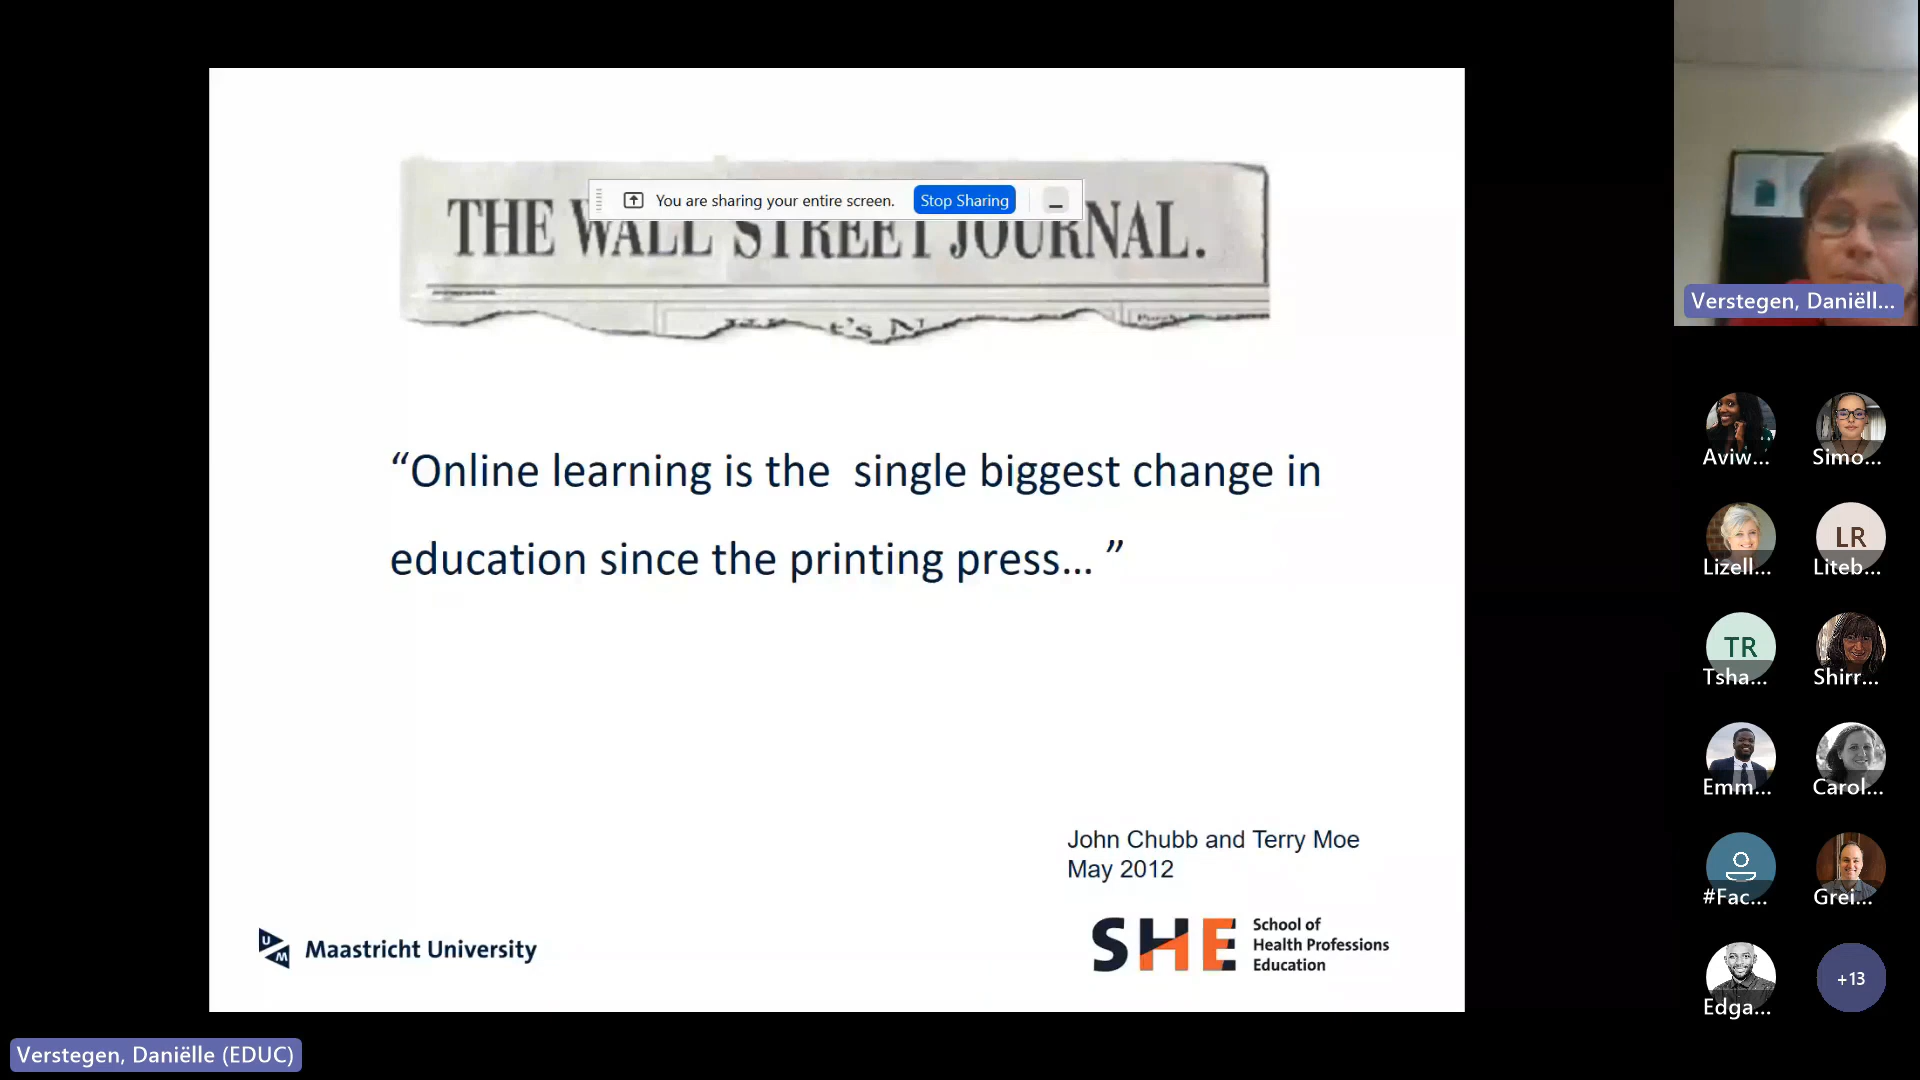 You are sharing your entire screen.
Stop Sharing
THE WALL STREET JOURNAL.
“Online learning is the single biggest change in
education since the printing press... ”
John Chubb and Terry Moe
May 2012
UM
Maastricht University
SHE
School of
Health Professions
Education
Verstegen, Daniëlle (EDUC)
Verstegen, Daniëll...
Aviw...
Simo...
Lizell...
LR
Liteb...
TR
Tsha...
Shirr...
Emm...
Carol...
#Fac...
Grei...
Edga...
+13